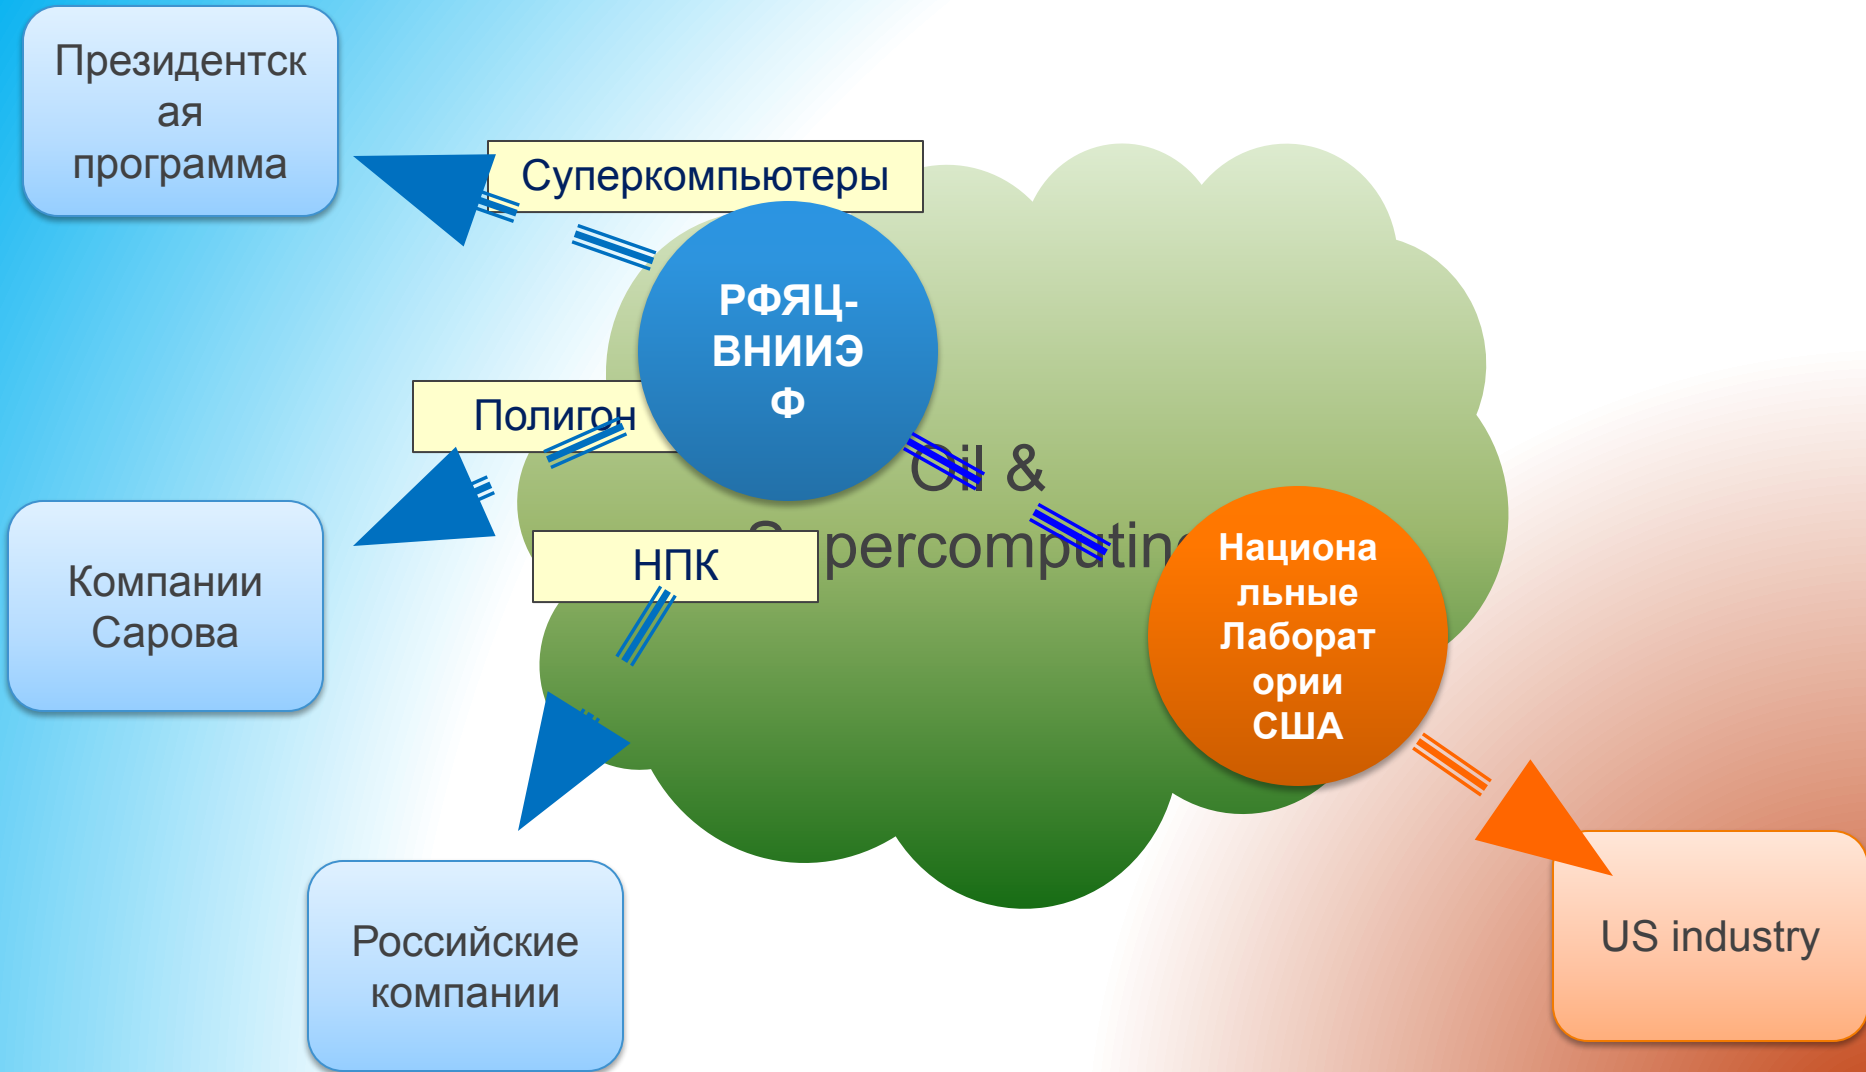 Президентск
ая
программа
Суперкомпьютеры
РФЯЦ-
ВНИИЭ
Ф
Полигон
Oil &
Supercomputing
НПК
Национа
льные
Лаборат
ории
США
Компании
Сарова
Российские
компании
US industry